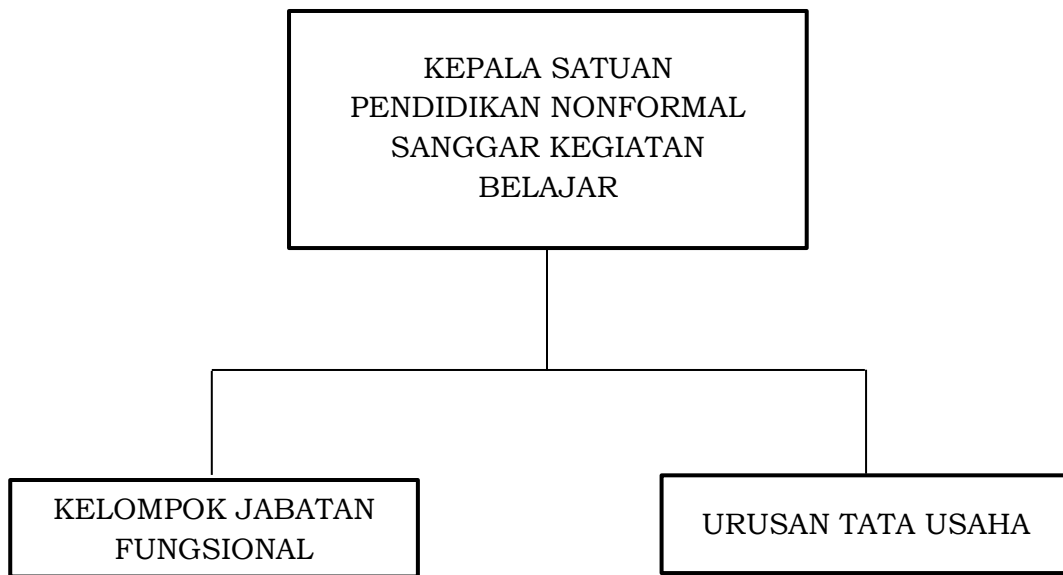 KEPALA SATUAN
PENDIDIKAN NONFORMAL
SANGGAR KEGIATAN
BELAJAR
KELOMPOK JABATAN
FUNGSIONAL
URUSAN TATA USAHA